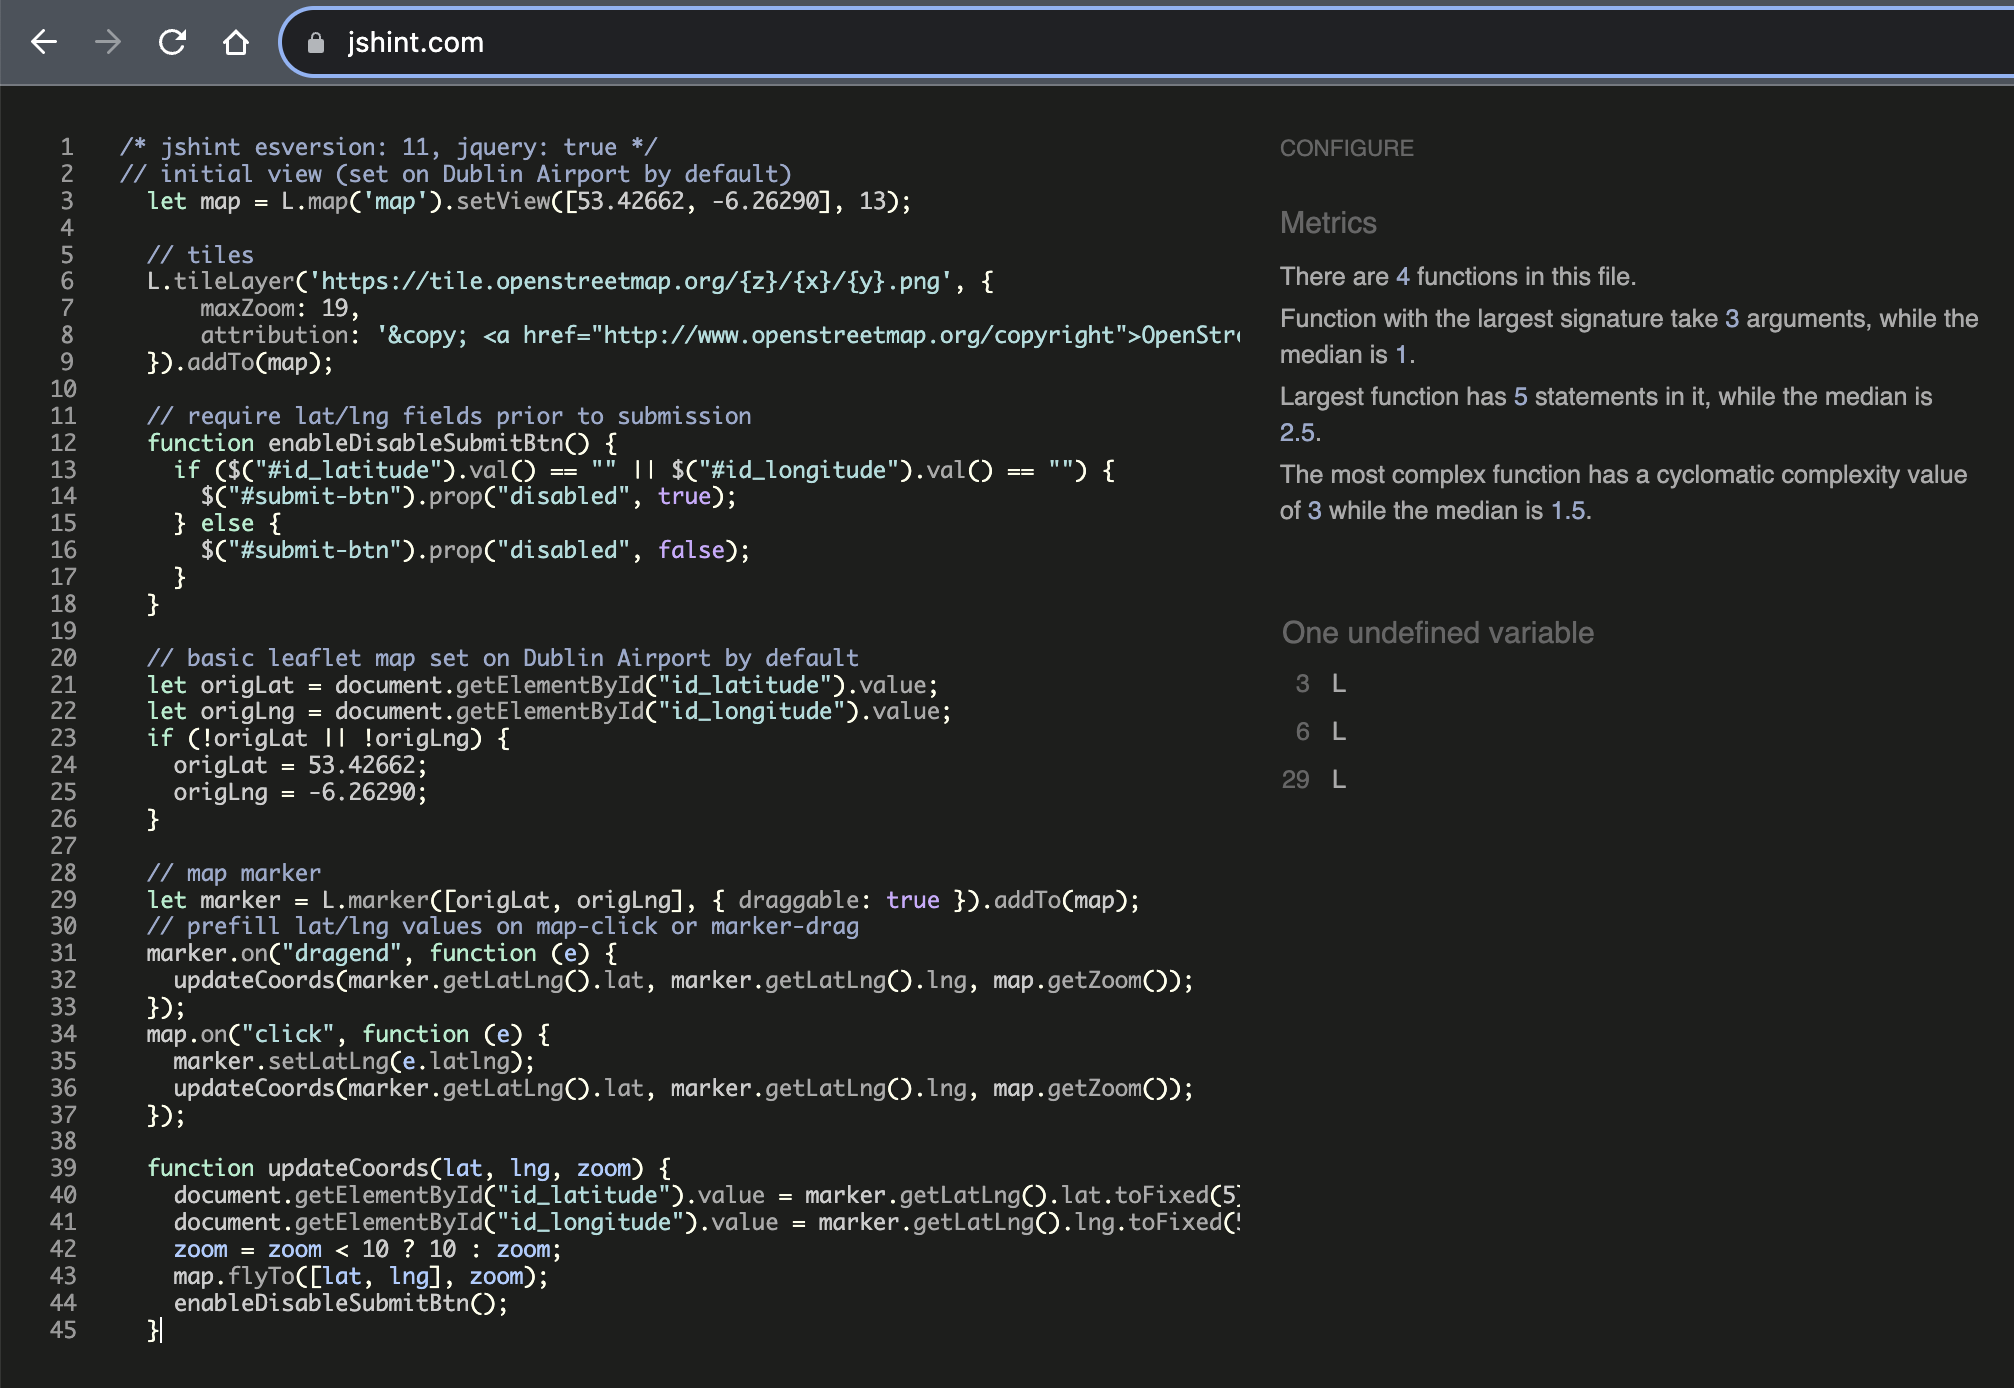 jshint.com
1 /* jshint esversion: 11, jquery: true */
2 // initial view (set on Dublin Airport by default)
3 let map = L.map('map').setView([53.42662, -6.26290], 13);
4
5 // tiles
6 L.tileLayer('https://tile.openstreetmap.org/{z}/{x}/{y}.png', {
7 maxZoom: 19,
8 attribution: '&copy; <a href="http://www.openstreetmap.org/copyright">OpenStre
9 }).addTo(map);
10
11 // require lat/lng fields prior to submission
12 function enableDisableSubmitBtn() {
13 if ($("#id_latitude").val() == "" || $("#id_longitude").val() == "") {
14 $("#submit-btn").prop("disabled", true);
15 } else {
16 $("#submit-btn").prop("disabled", false);
17 }
18 }
19
20 // basic leaflet map set on Dublin Airport by default
21 let origLat = document.getElementById("id_latitude").value;
22 let origLng = document.getElementById("id_longitude").value;
23 if (!origLat || !origLng) {
24 origLat = 53.42662;
25 origLng = -6.26290;
26 }
27
28 // map marker
29 let marker = L.marker([origLat, origLng], { draggable: true }).addTo(map);
30 // prefill lat/lng values on map-click or marker-drag
31 marker.on("dragend", function (e) {
32 updateCoords(marker.getLatLng().lat, marker.getLatLng().lng, map.getZoom());
33 });
34 map.on("click", function (e) {
35 marker.setLatLng(e.latlng);
36 updateCoords(marker.getLatLng().lat, marker.getLatLng().lng, map.getZoom());
37 });
38
39 function updateCoords(lat, lng, zoom) {
40 document.getElementById("id_latitude").value = marker.getLatLng().lat.toFixed(5)
41 document.getElementById("id_longitude").value = marker.getLatLng().lng.toFixed(5
42 zoom = zoom < 10 ? 10 : zoom;
43 map.flyTo([lat, lng], zoom);
44 enableDisableSubmitBtn();
45 }
CONFIGURE
Metrics
There are 4 functions in this file.
Function with the largest signature take 3 arguments, while the
median is 1.
Largest function has 5 statements in it, while the median is
2.5.
The most complex function has a cyclomatic complexity value
of 3 while the median is 1.5.
One undefined variable
3 L
6 L
29 L